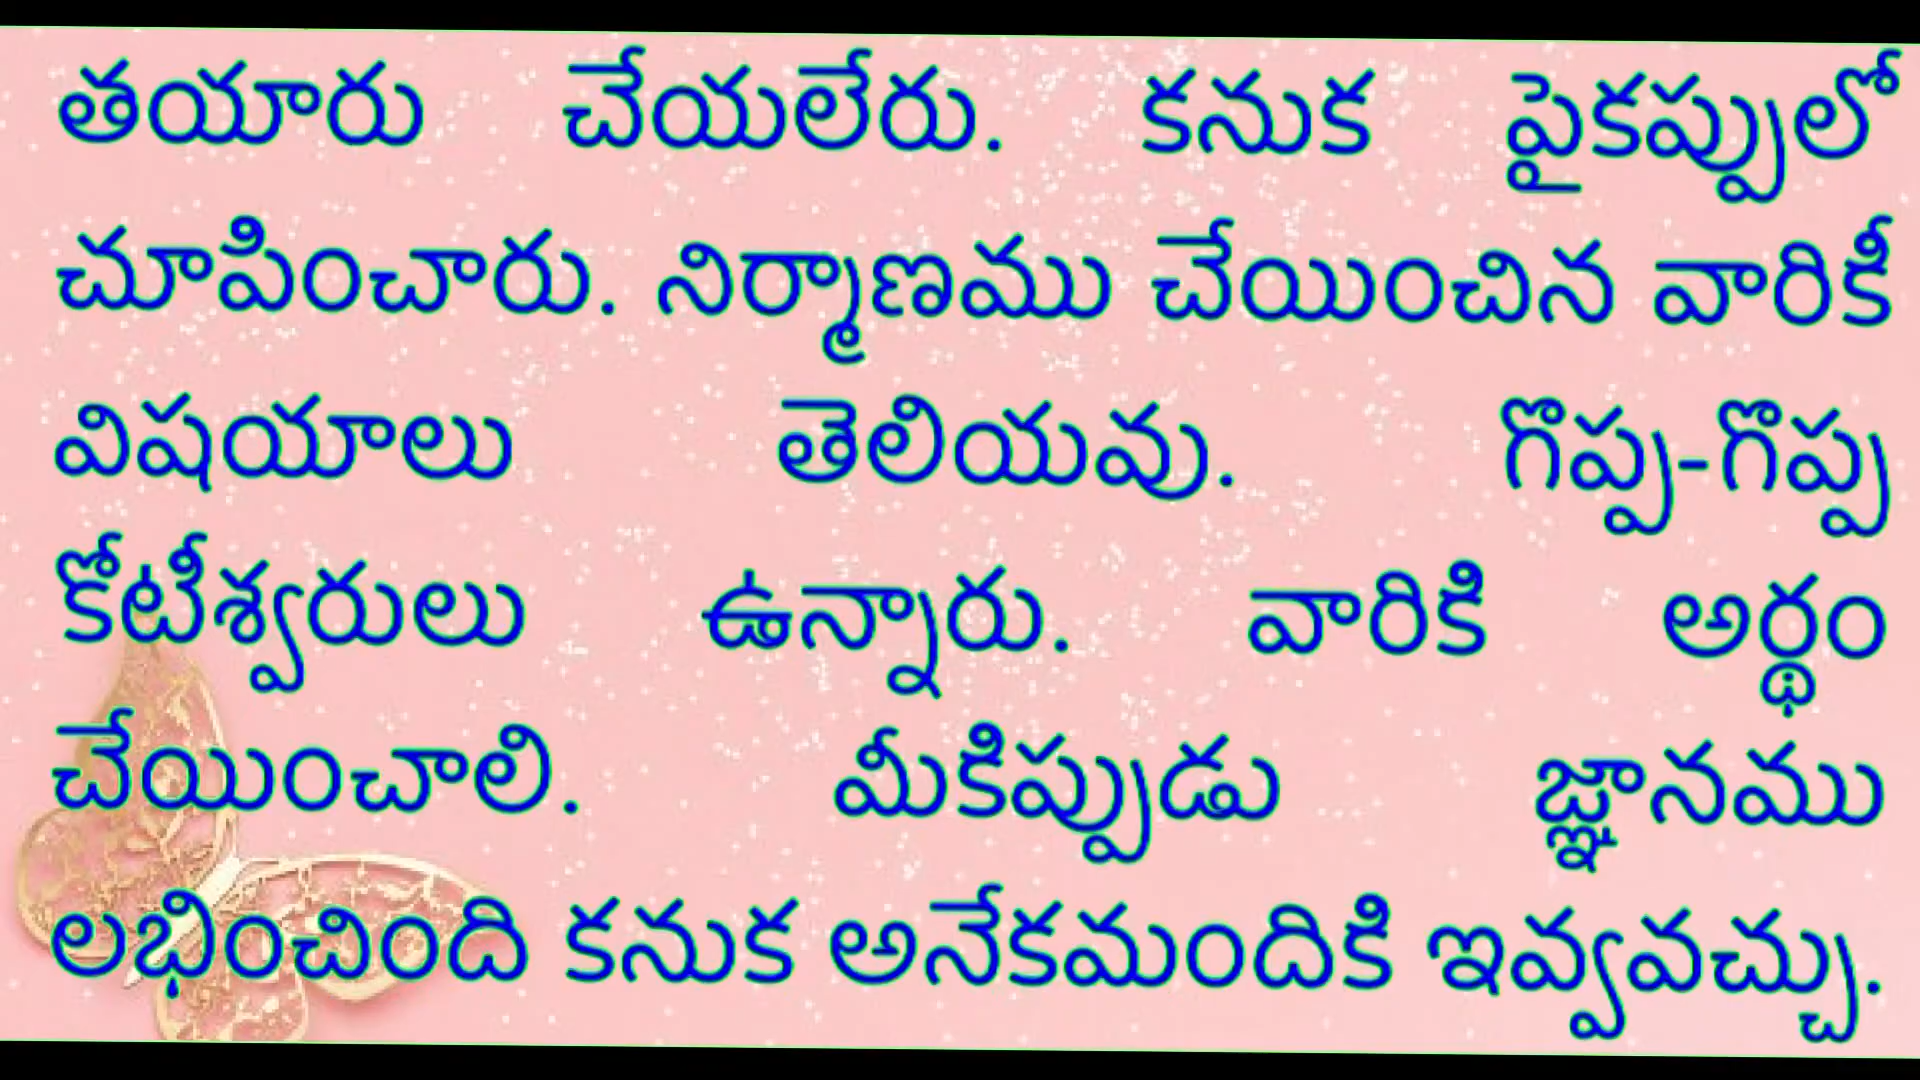 తయారు చేయలేరు. కనుక పైకప్పులో
చూపించారు. నిర్మాణము చేయించిన వారికీ
విషయాలు తెలియవు. గొప్ప-గొప్ప
కోటీశ్వరులు ఉన్నారు. వారికి అర్థం
చేయించాలి. మీకిప్పుడు జ్ఞానము
లభించింది కనుక అనేకమందికి ఇవ్వవచ్చు.